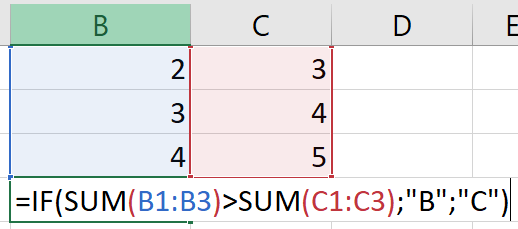 B C D E
2 3
3 4
4 5
=IF(SUM(B1:B3)>SUM(C1:C3);"B";"C")